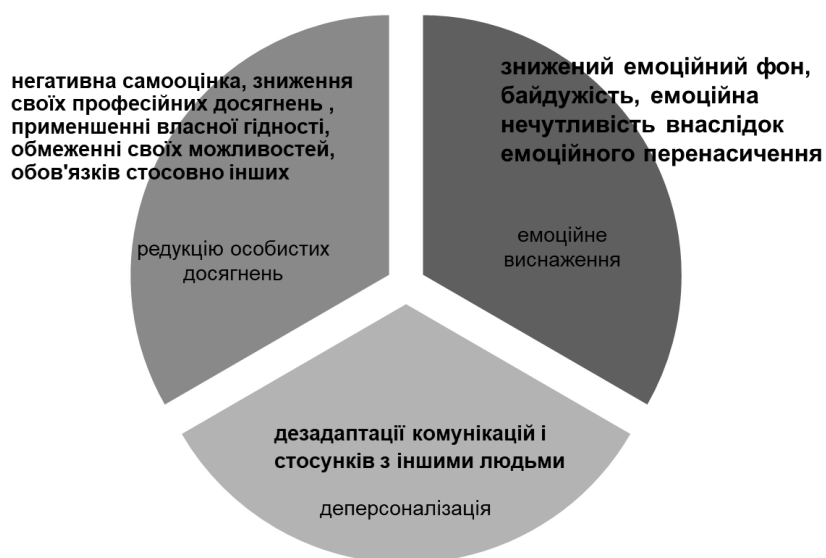 негативна самооцінка, зниження
своїх професійних досягнень ,
применшенні власної гідності,
обмеженні своїх можливостей,
обов'язків стосовно інших
редукцію особистих
досягнень
знижений емоційний фон,
байдужість, емоційна
нечутливість внаслідок
емоційного перенасичення
емоційне
виснаження
дезадаптації комунікацій і
стосунків з іншими людьми
деперсоналізація